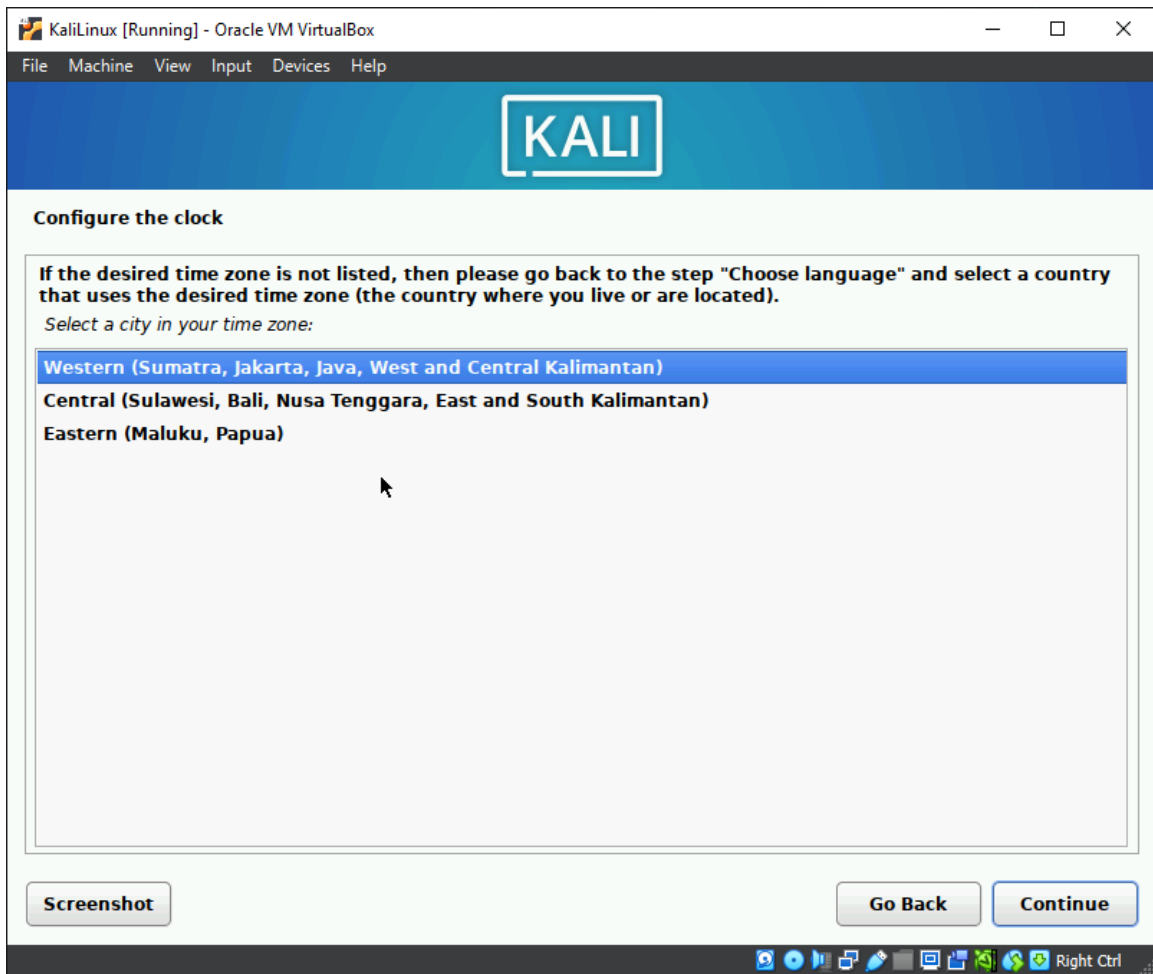 KaliLinux [Running] - Oracle VM VirtualBox
File Machine View Input Devices Help
KALI
Configure the clock
If the desired time zone is not listed, then please go back to the step "Choose language" and select a country
that uses the desired time zone (the country where you live or are located).
Select a city in your time zone:
Western (Sumatra, Jakarta, Java, West and Central Kalimantan)
Central (Sulawesi, Bali, Nusa Tenggara, East and South Kalimantan)
Eastern (Maluku, Papua)
Screenshot Go Back Continue
Right Ctrl